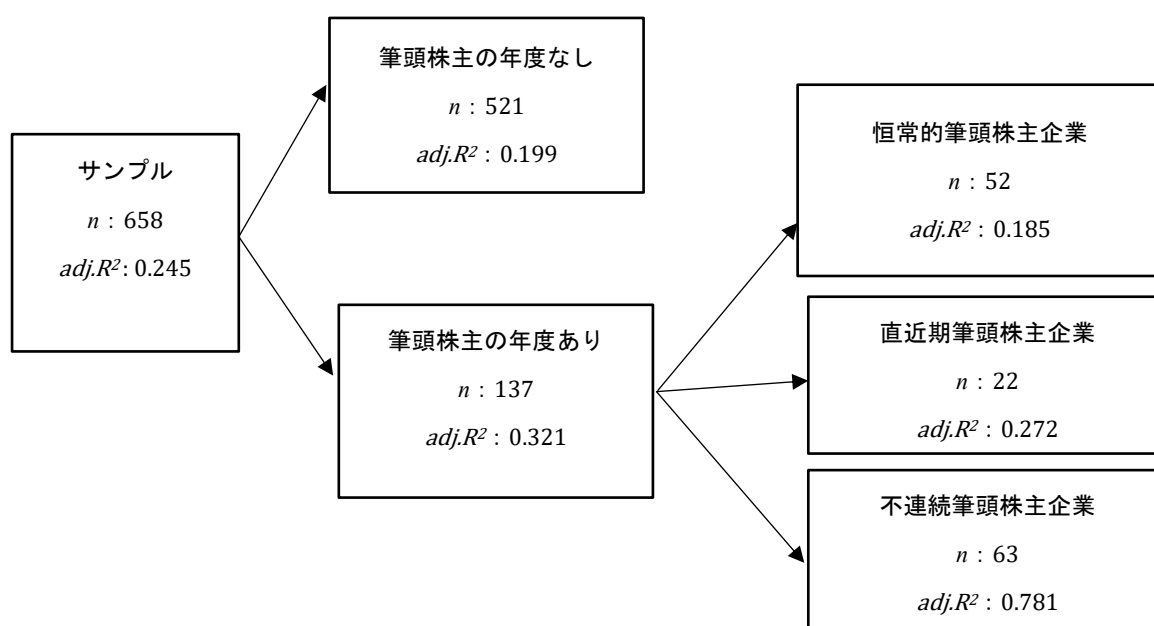 サンプル
n：658
adj.R²: 0.245
筆頭株主の年度なし
n：521
adj.R²：0.199
筆頭株主の年度あり
n：137
adj.R²：0.321
恒常的筆頭株主企業
n：52
adj.R²：0.185
直近期筆頭株主企業
n：22
adj.R²：0.272
不連続筆頭株主企業
n：63
adj.R²：0.781